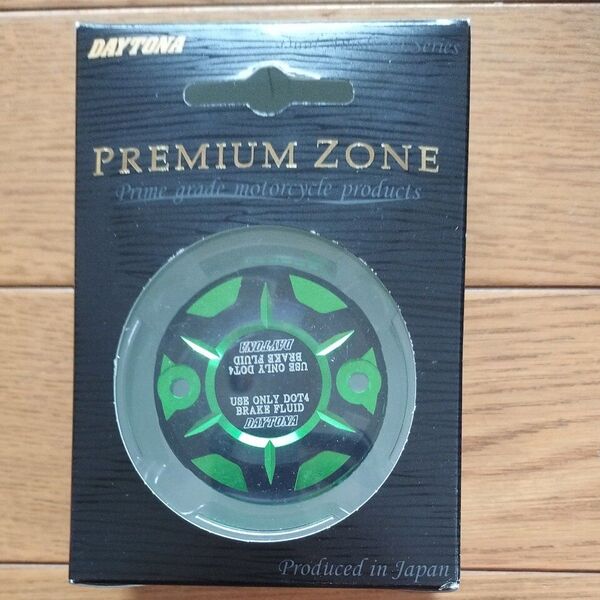 DAYTONA
Series
PREMIUM ZONE
Prime grade motorcycle products
DAYTONA
BRAKE FLUID
USE ONLY DOT4
USE ONLY DOT4
BRAKE FLUID
DAYTONA
Produced in Japan